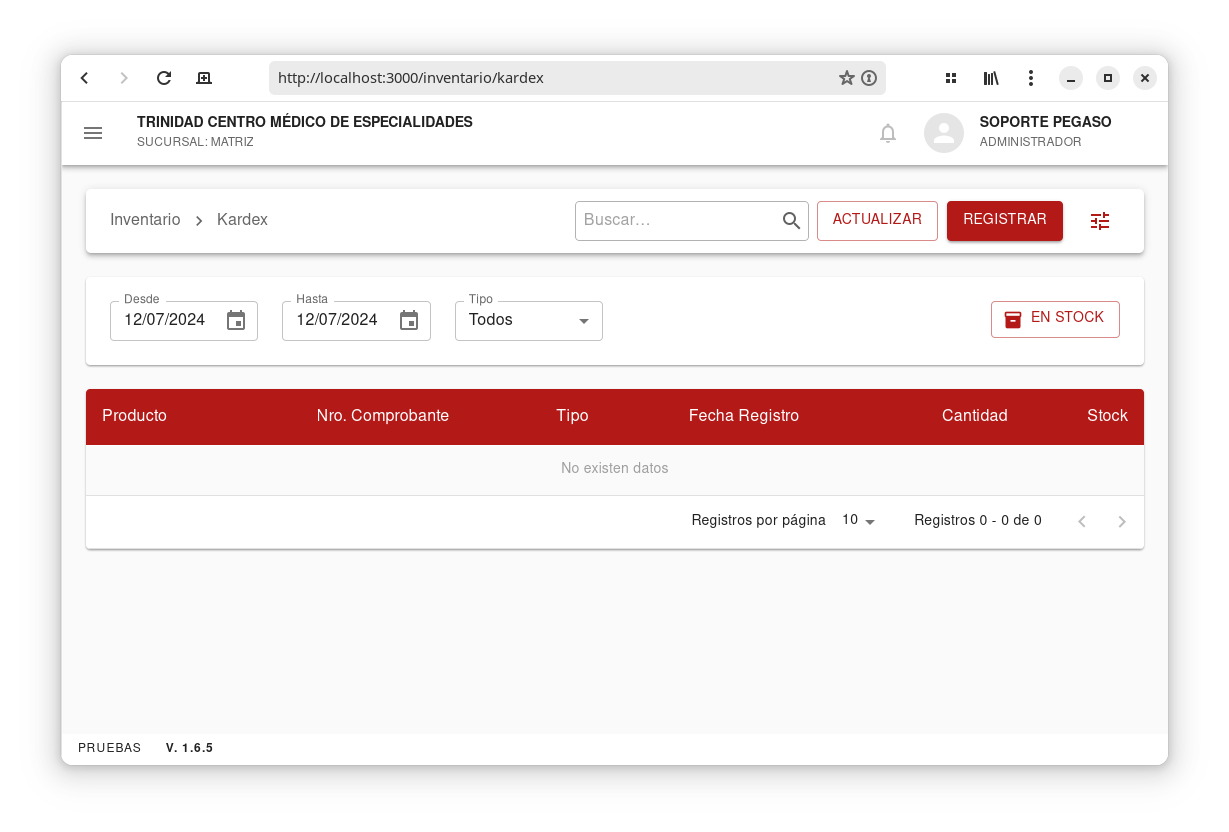 http://localhost:3000/inventario/kardex
TRINIDAD CENTRO MÉDICO DE ESPECIALIDADES
SUCURSAL: MATRIZ
SOPORTE PEGASO
ADMINISTRADOR
Inventario Kardex
Buscar...
ACTUALIZAR
REGISTRAR
Desde
12/07/2024
Hasta
12/07/2024
Tipo
Todos
EN STOCK
Producto Nro. Comprobante Tipo Fecha Registro Cantidad Stock
No existen datos
Registros por página 10 Registros 0 - 0 de 0
PRUEBAS V. 1.6.5